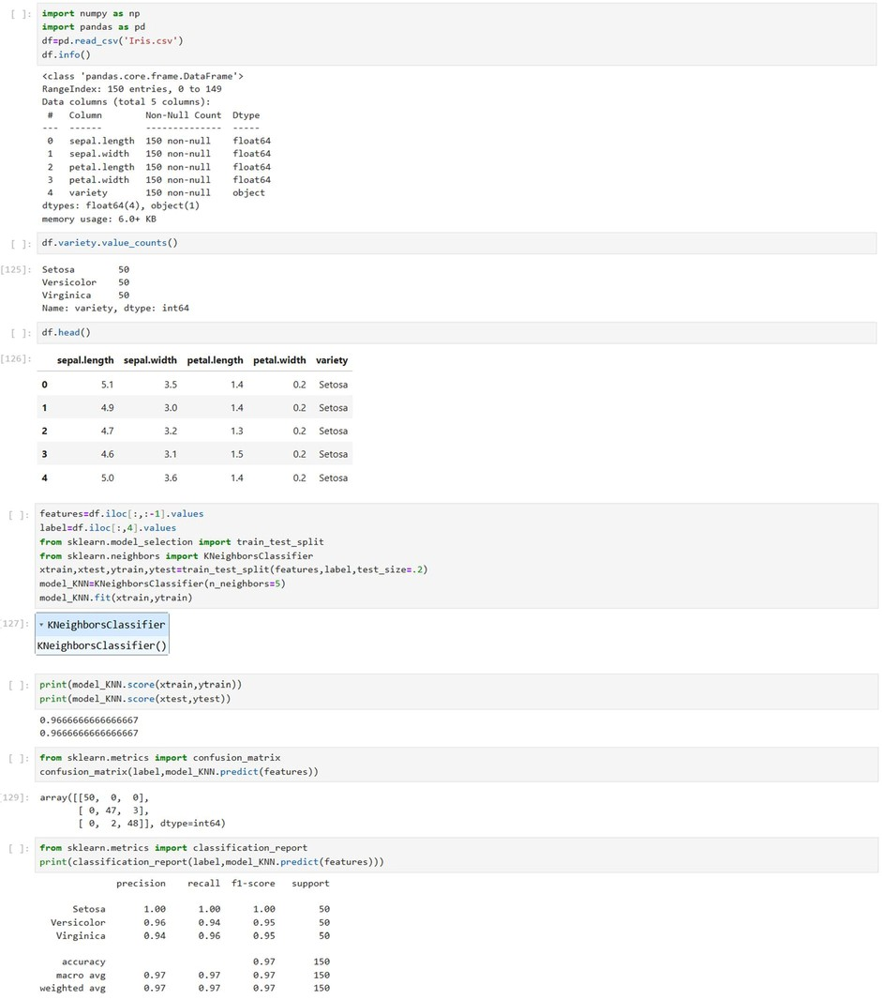 [ ]: import numpy as np
import pandas as pd
df=pd.read_csv('Iris.csv')
df.info()
<class 'pandas.core.frame.DataFrame'>
RangeIndex: 150 entries, 0 to 149
Data columns (total 5 columns):
 #   Column        Non-Null Count  Dtype
---  ------        --------------  -----
 0   sepal.length  150 non-null    float64
 1   sepal.width   150 non-null    float64
 2   petal.length  150 non-null    float64
 3   petal.width   150 non-null    float64
 4   variety       150 non-null    object
dtypes: float64(4), object(1)
memory usage: 6.0+ KB
[ ]: df.variety.value_counts()
[125]: Setosa        50
Versicolor    50
Virginica     50
Name: variety, dtype: int64
[ ]: df.head()
[126]: sepal.length sepal.width petal.length petal.width variety
0 5.1 3.5 1.4 0.2 Setosa
1 4.9 3.0 1.4 0.2 Setosa
2 4.7 3.2 1.3 0.2 Setosa
3 4.6 3.1 1.5 0.2 Setosa
4 5.0 3.6 1.4 0.2 Setosa
[ ]: features=df.iloc[:,:-1].values
label=df.iloc[:,4].values
from sklearn.model_selection import train_test_split
from sklearn.neighbors import KNeighborsClassifier
xtrain,xtest,ytrain,ytest=train_test_split(features,label,test_size=.2)
model_KNN=KNeighborsClassifier(n_neighbors=5)
model_KNN.fit(xtrain,ytrain)
[127]: ▾ KNeighborsClassifier
KNeighborsClassifier()
[ ]: print(model_KNN.score(xtrain,ytrain))
print(model_KNN.score(xtest,ytest))
0.9666666666666667
0.9666666666666667
[ ]: from sklearn.metrics import confusion_matrix
confusion_matrix(label,model_KNN.predict(features))
[129]: array([[50,  0,  0],
       [ 0, 47,  3],
       [ 0,  2, 48]], dtype=int64)
[ ]: from sklearn.metrics import classification_report
print(classification_report(label,model_KNN.predict(features)))
              precision    recall  f1-score   support
      Setosa       1.00      1.00      1.00        50
  Versicolor       0.96      0.94      0.95        50
   Virginica       0.94      0.96      0.95        50
    accuracy                           0.97       150
   macro avg       0.97      0.97      0.97       150
weighted avg       0.97      0.97      0.97       150